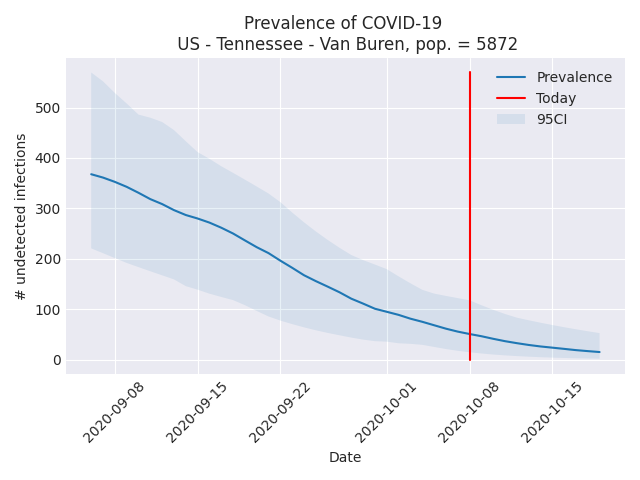 Prevalence of COVID-19
US - Tennessee - Van Buren, pop. = 5872
Prevalence
Today
95CI
# undetected infections
500
400
300
200
100
0
2020-09-08
2020-09-15
2020-09-22
2020-10-01
2020-10-08
2020-10-15
Date